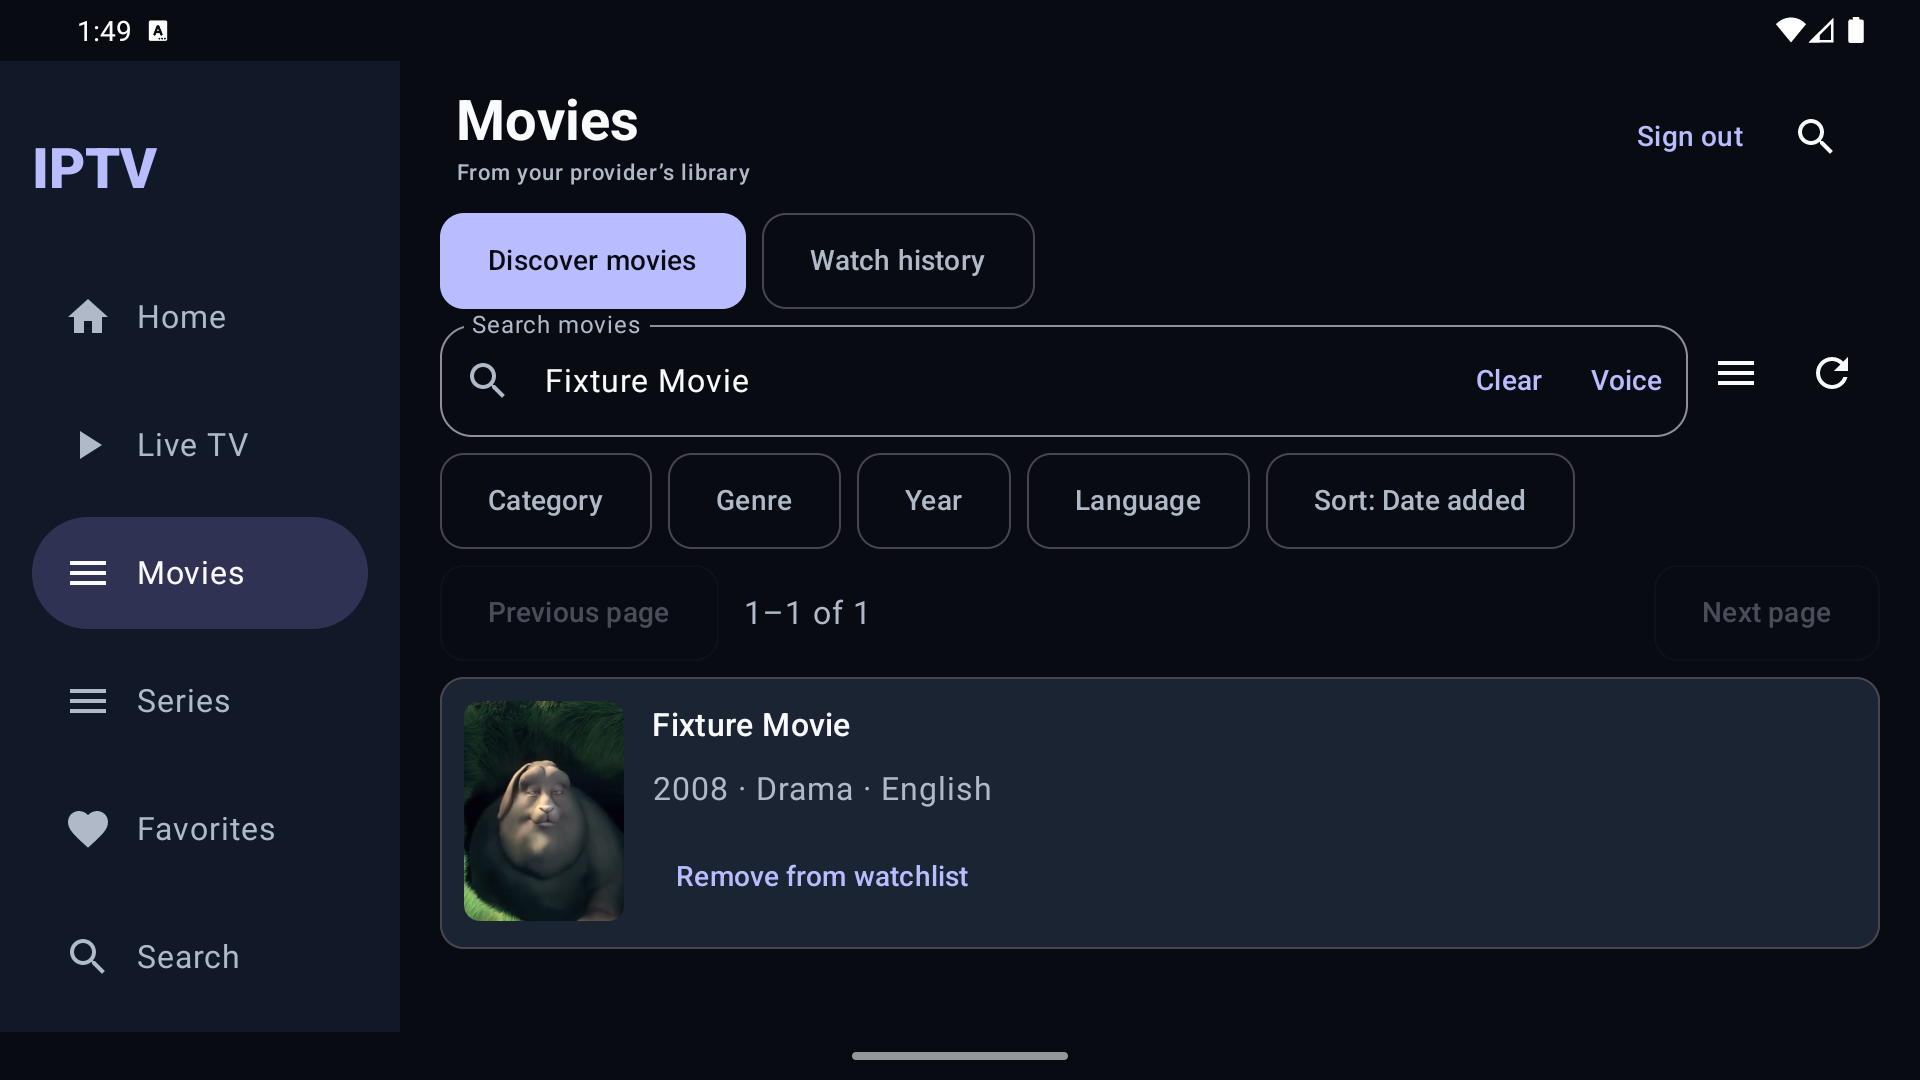 1:49
IPTV
Home
Live TV
Movies
Series
Favorites
Search
Movies
From your provider’s library
Sign out
Discover movies
Watch history
Search movies
Fixture Movie
Clear
Voice
Category
Genre
Year
Language
Sort: Date added
Previous page
1–1 of 1
Next page
Fixture Movie
2008 · Drama · English
Remove from watchlist